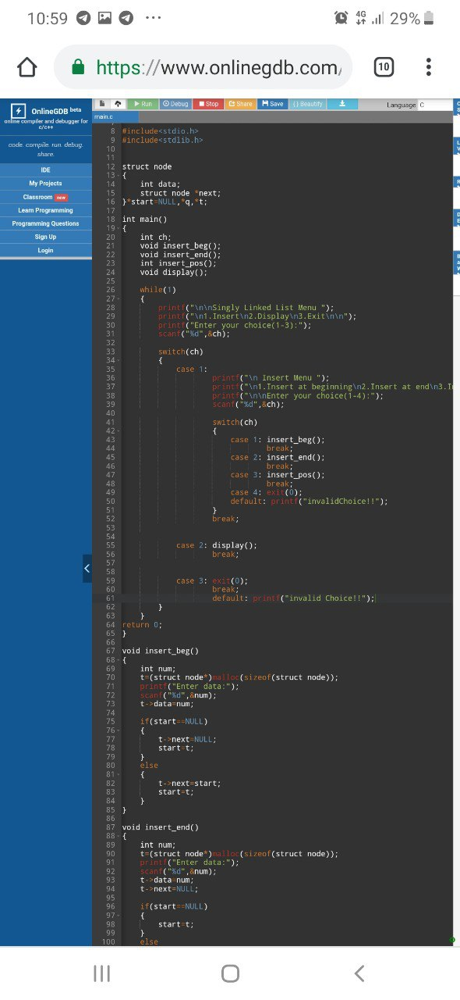 10:59
4G
29%
https://www.onlinegdb.com/
10
OnlineGDB beta
online compiler and debugger for c/c++
code. compile. run. debug. share.
IDE
My Projects
Classroom new
Learn Programming
Programming Questions
Sign Up
Login
Run Debug Stop Share Save {} Beautify
Language C
main.c
8 #include<stdio.h>
9 #include<stdlib.h>
10
11
12 struct node
13 {
14 int data;
15 struct node *next;
16 }*start=NULL,*q,*t;
17
18 int main()
19 {
20 int ch;
21 void insert_beg();
22 void insert_end();
23 int insert_pos();
24 void display();
25
26 while(1)
27 {
28 printf("\n\nSingly Linked List Menu ");
29 printf("\n1.Insert\n2.Display\n3.Exit\n\n");
30 printf("Enter your choice(1-3):");
31 scanf("%d",&ch);
32
33 switch(ch)
34 {
35 case 1:
36 printf("\n Insert Menu ");
37 printf("\n1.Insert at beginning\n2.Insert at end\n3.I
38 printf("\n\nEnter your choice(1-4):");
39 scanf("%d",&ch);
40
41 switch(ch)
42 {
43 case 1: insert_beg();
44 break;
45 case 2: insert_end();
46 break;
47 case 3: insert_pos();
48 break;
49 case 4: exit(0);
50 default: printf("invalidChoice!!");
51 }
52 break;
53
54
55 case 2: display();
56 break;
57
58
59 case 3: exit(0);
60 break;
61 default: printf("invalid Choice!!");
62 }
63 }
64 return 0;
65 }
66
67 void insert_beg()
68 {
69 int num;
70 t=(struct node*)malloc(sizeof(struct node));
71 printf("Enter data:");
72 scanf("%d",&num);
73 t->data=num;
74
75 if(start==NULL)
76 {
77 t->next=NULL;
78 start=t;
79 }
80 else
81 {
82 t->next=start;
83 start=t;
84 }
85 }
86
87 void insert_end()
88 {
89 int num;
90 t=(struct node*)malloc(sizeof(struct node));
91 printf("Enter data:");
92 scanf("%d",&num);
93 t->data=num;
94 t->next=NULL;
95
96 if(start==NULL)
97 {
98 start=t;
99 }
100 else